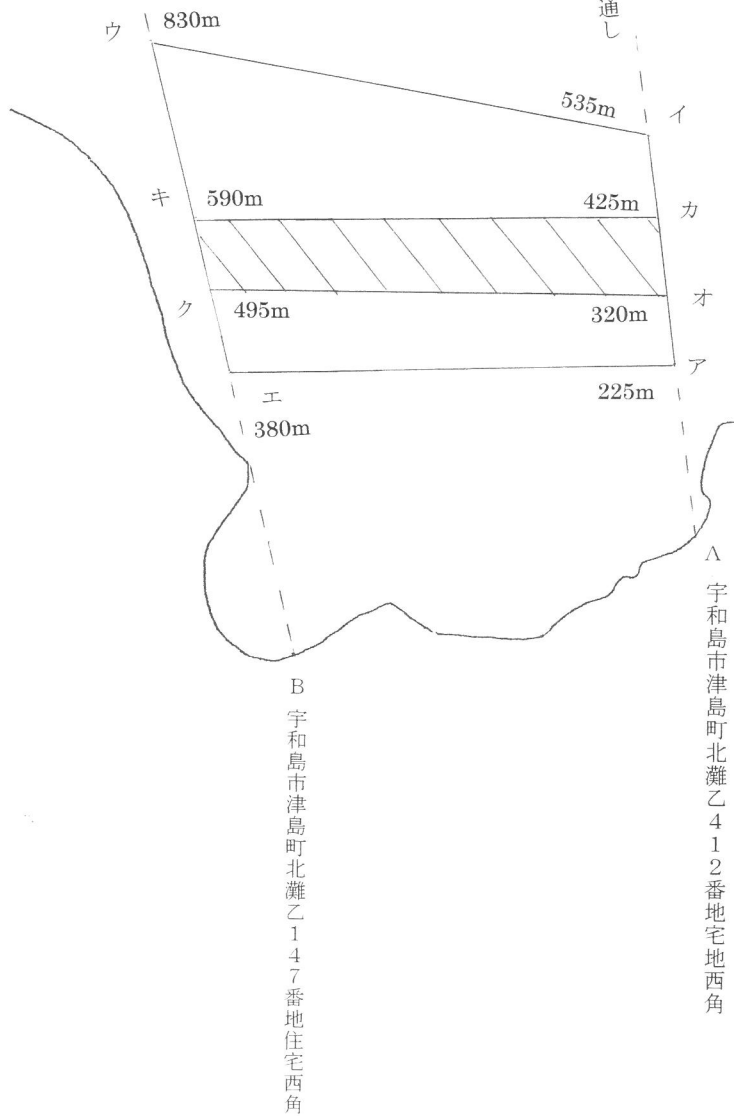 通し
ウ
830m
535m
イ
キ
590m
425m
カ
ク
495m
320m
オ
ア
エ
225m
380m
A
宇和島市津島町北灘乙412番地宅地西角
B
宇和島市津島町北灘乙147番地住宅西角